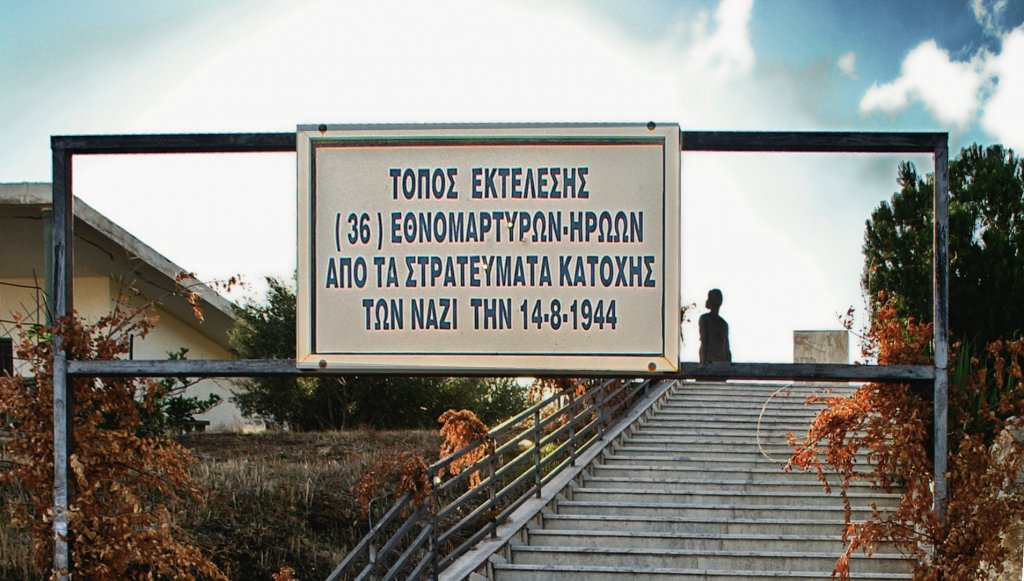 ΤΟΠΟΣ ΕΚΤΕΛΕΣΗΣ
( 36 ) ΕΘΝΟΜΑΡΤΥΡΩΝ-ΗΡΩΩΝ
ΑΠΟ ΤΑ ΣΤΡΑΤΕΥΜΑΤΑ ΚΑΤΟΧΗΣ
ΤΩΝ ΝΑΖΙ ΤΗΝ 14-8-1944